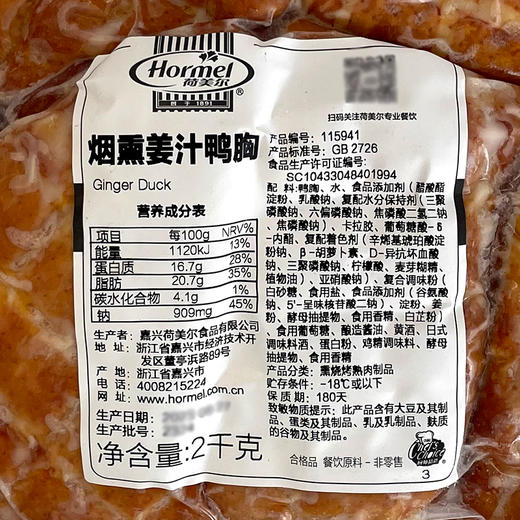 Hormel
荷美尔
创于1891
®
扫码关注荷美尔专业餐饮
烟熏姜汁鸭胸
Ginger Duck
营养成分表
项目 每100g NRV%
能量 1120kJ 13%
蛋白质 16.7g 28%
脂肪 20.7g 35%
碳水化合物 4.1g 1%
钠 909mg 45%
生产者：嘉兴荷美尔食品有限公司
地址：浙江省嘉兴市经济技术开
发区董亭浜路89号
产地：浙江省嘉兴市
电话：4008215224
网址：www.hormel.com.cn
生产日期：
生产批号：
净含量:2千克
产品编号：115941
产品标准号：GB 2726
食品生产许可证编号：
SC10433048401994
配料：鸭胸、水、食品添加剂（醋酸酯
淀粉、乳酸钠、复配水分保持剂（三聚
磷酸钠、六偏磷酸钠、焦磷酸二氢二钠、
焦磷酸钠）、卡拉胶、葡萄糖酸-δ
-内酯、复配着色剂（辛烯基琥珀酸淀
粉钠、β-胡萝卜素、D-异抗坏血酸
钠、三聚磷酸钠、柠檬酸、麦芽糊精、
植物油）、亚硝酸钠）、复合调味料（
白砂糖、食用盐、食品添加剂（谷氨酸
钠、5'-呈味核苷酸二钠）、淀粉、姜
粉、酵母抽提物、食用香精、白芷粉）
、食用葡萄糖、酿造酱油、黄酒、日式
调味料酒、蛋白粉、鸡精调味料、酵母
抽提物、食用香精
产品分类：熏烧烤熟肉制品
贮存条件：-18℃或以下
保质期：180天
致敏物质提示：此产品含有大豆及其制
品、蛋类及其制品、乳及乳制品、麸质
的谷物及其制品。
合格品 餐饮原料－非零售
Chef's Choice
3